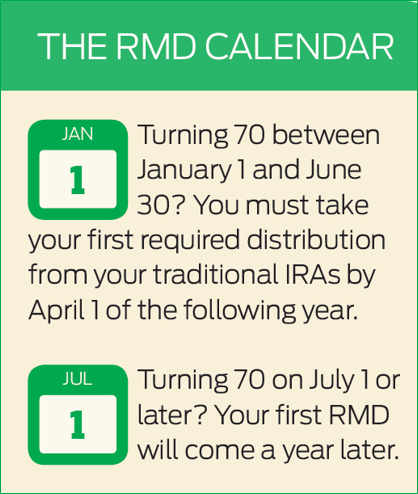 THE RMD CALENDAR
JAN
1
Turning 70 between
January 1 and June
30? You must take
your first required distribution
from your traditional IRAs by
April 1 of the following year.
JUL
1
Turning 70 on July 1 or
later? Your first RMD
will come a year later.